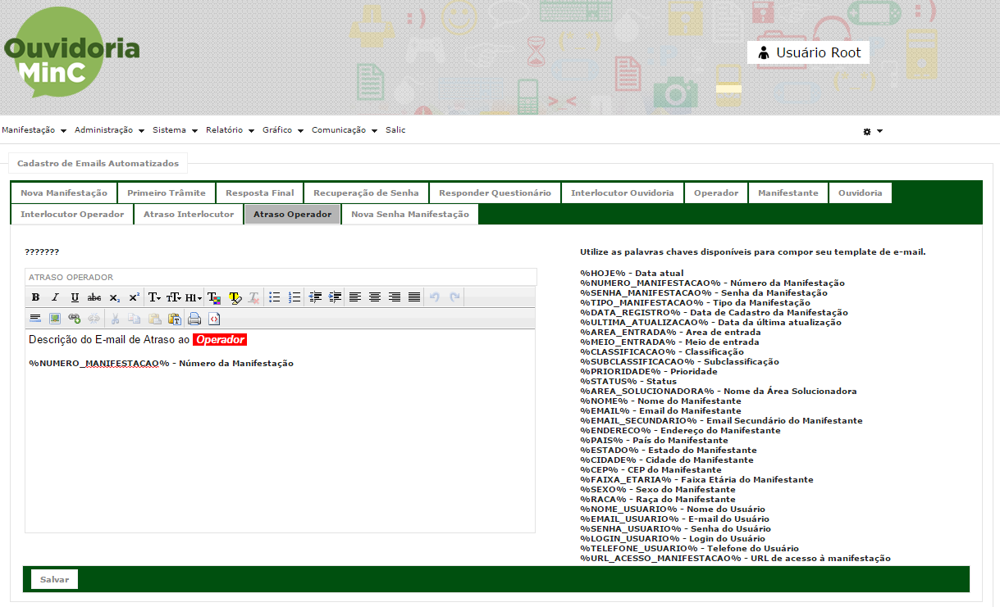 Ouvidoria
MinC
Usuário Root
Manifestação Administração Sistema Relatório Gráfico Comunicação Salic
Cadastro de Emails Automatizados
Nova Manifestação Primeiro Trâmite Resposta Final Recuperação de Senha Responder Questionário Interlocutor Ouvidoria Operador Manifestante Ouvidoria
Interlocutor Operador Atraso Interlocutor Atraso Operador Nova Senha Manifestação
???????
ATRASO OPERADOR
B I U abc X₂ X² T TT H1 T T T
Descrição do E-mail de Atraso ao Operador
%NUMERO_MANIFESTACAO% - Número da Manifestação
Utilize as palavras chaves disponíveis para compor seu template de e-mail.
%HOJE% - Data atual
%NUMERO_MANIFESTACAO% - Número da Manifestação
%SENHA_MANIFESTACAO% - Senha da Manifestação
%TIPO_MANIFESTACAO% - Tipo da Manifestação
%DATA_REGISTRO% - Data de Cadastro da Manifestação
%ULTIMA_ATUALIZACAO% - Data da última atualização
%AREA_ENTRADA% - Area de entrada
%MEIO_ENTRADA% - Meio de entrada
%CLASSIFICACAO% - Classificação
%SUBCLASSIFICACAO% - Subclassificação
%PRIORIDADE% - Prioridade
%STATUS% - Status
%AREA_SOLUCIONADORA% - Nome da Área Solucionadora
%NOME% - Nome do Manifestante
%EMAIL% - Email do Manifestante
%EMAIL_SECUNDARIO% - Email Secundário do Manifestante
%ENDERECO% - Endereço do Manifestante
%PAIS% - País do Manifestante
%ESTADO% - Estado do Manifestante
%CIDADE% - Cidade do Manifestante
%CEP% - CEP do Manifestante
%FAIXA_ETARIA% - Faixa Etária do Manifestante
%SEXO% - Sexo do Manifestante
%RACA% - Raça do Manifestante
%NOME_USUARIO% - Nome do Usuário
%EMAIL_USUARIO% - E-mail do Usuário
%SENHA_USUARIO% - Senha do Usuário
%LOGIN_USUARIO% - Login do Usuário
%TELEFONE_USUARIO% - Telefone do Usuário
%URL_ACESSO_MANIFESTACAO% - URL de acesso à manifestação
Salvar